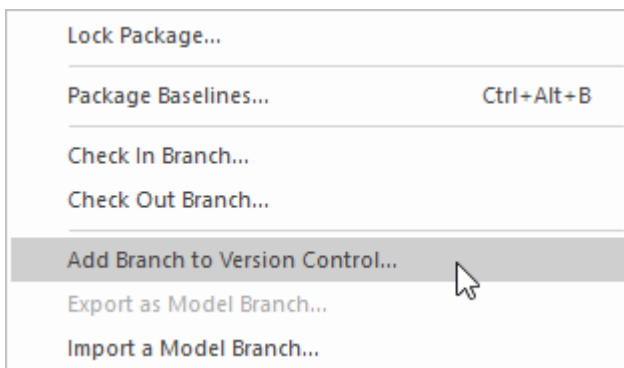 Lock Package...
Package Baselines... Ctrl+Alt+B
Check In Branch...
Check Out Branch...
Add Branch to Version Control...
Export as Model Branch...
Import a Model Branch...